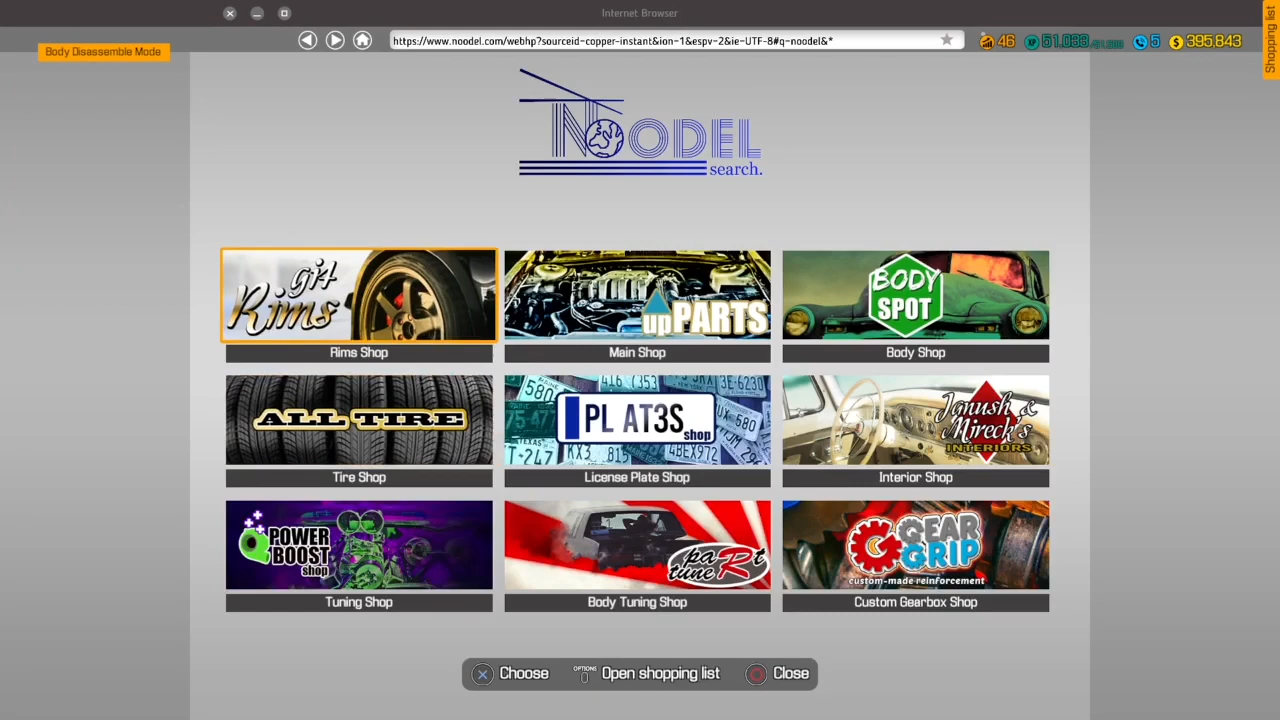 Internet Browser
Shopping list
Body Disassemble Mode
https://www.noodel.com/webhp?sourceid-copper-instant&ion-1&espv-2&ie-UTF-8#q-noodel&*
46
5
$ 395,843
NOODEL
search.
gi4
Rims
upPARTS
BODY
SPOT
Rims Shop
Main Shop
Body Shop
ALL TIRE
PL AT3S
shop
Janush &
Mireck's
INTERIORS
Tire Shop
License Plate Shop
Interior Shop
POWER
BOOST
shop
paRt
tuneR
GEAR
GRIP
custom-made reinforcement
Tuning Shop
Body Tuning Shop
Custom Gearbox Shop
Choose
OPTIONS
Open shopping list
Close